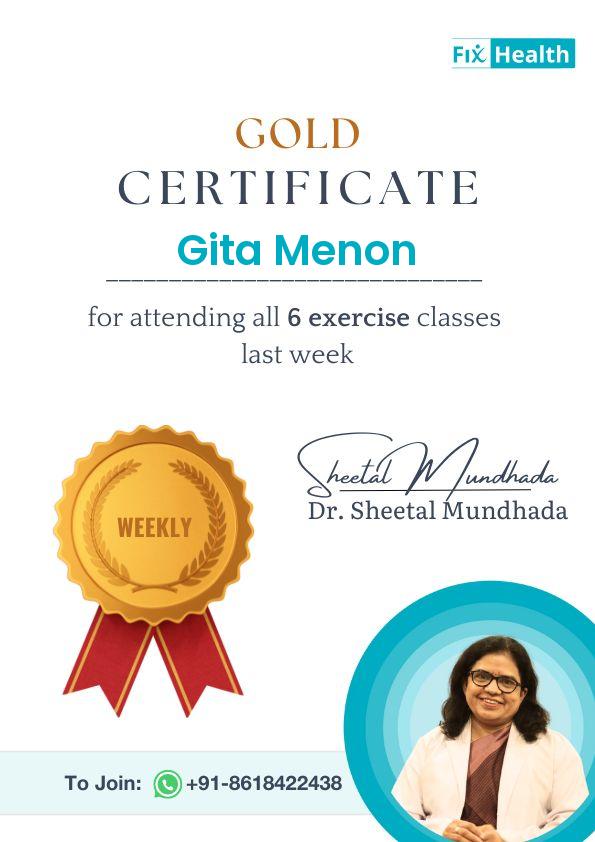 Fix Health
GOLD
CERTIFICATE
Gita Menon
for attending all 6 exercise classes
last week
WEEKLY
Sheetal Mundhada
Dr. Sheetal Mundhada
To Join: +91-8618422438